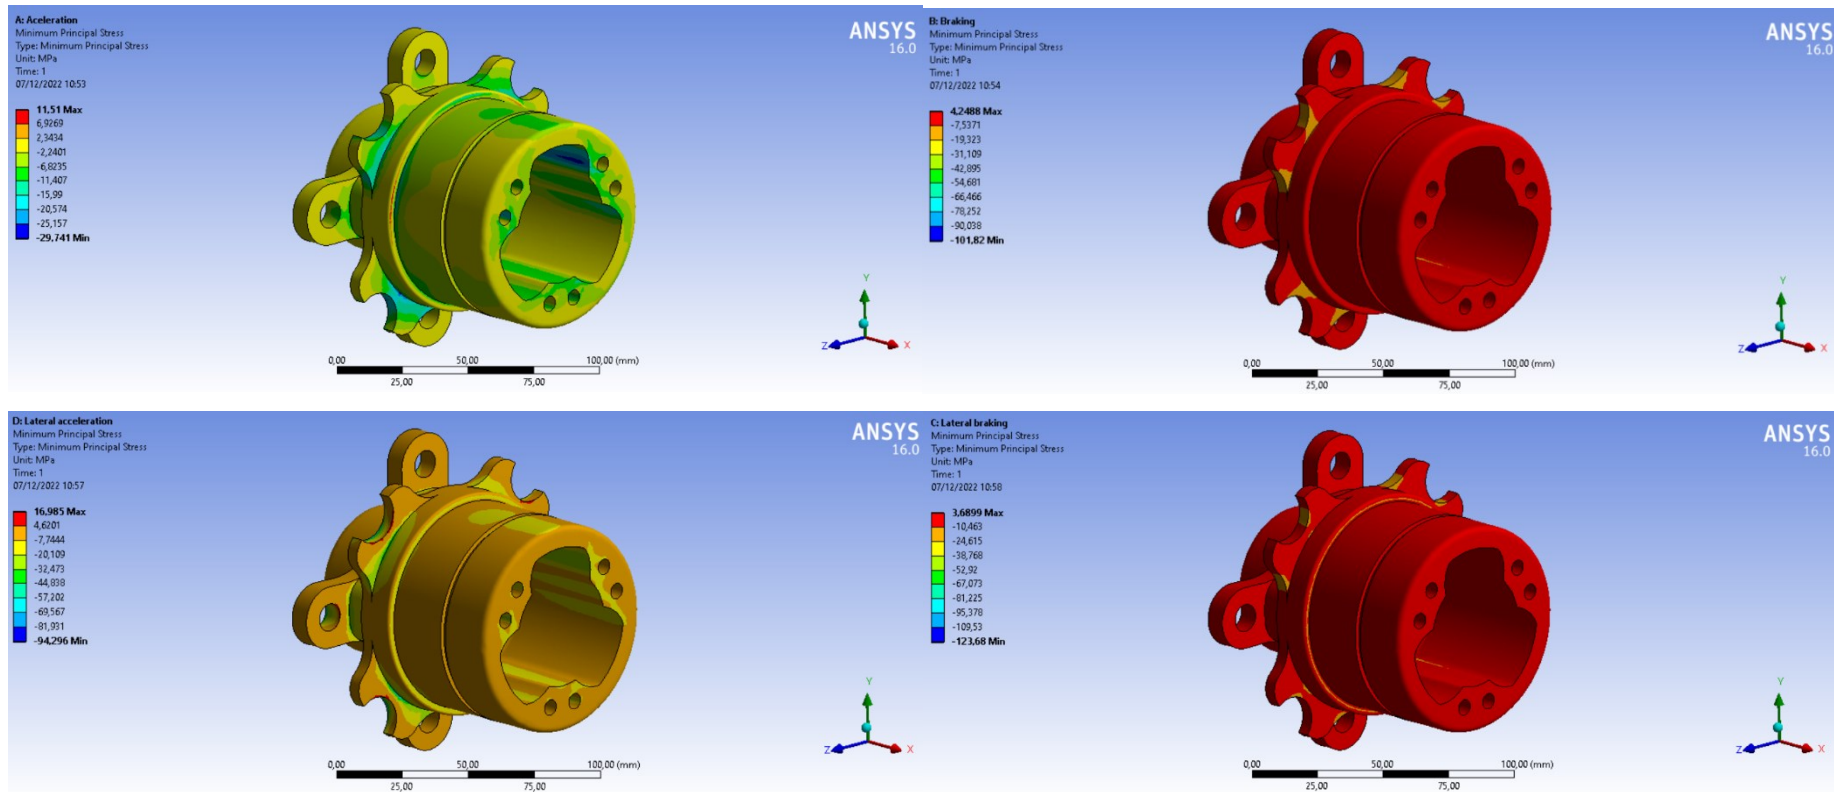 A: Aceleration
Minimum Principal Stress
Type: Minimum Principal Stress
Unit: MPa
Time: 1
07/12/2022 10:53
11,51 Max
6,9269
2,3434
-2,2401
-6,8235
-11,407
-15,99
-20,574
-25,157
-29,741 Min
ANSYS
16.0
Y
Z
X
0,00
50,00
100,00 (mm)
25,00
75,00
B: Braking
Minimum Principal Stress
Type: Minimum Principal Stress
Unit: MPa
Time: 1
07/12/2022 10:54
4,2488 Max
-7,5371
-19,323
-31,109
-42,895
-54,681
-66,466
-78,252
-90,038
-101,82 Min
ANSYS
16.0
Y
Z
X
0,00
50,00
100,00 (mm)
25,00
75,00
D: Lateral acceleration
Minimum Principal Stress
Type: Minimum Principal Stress
Unit: MPa
Time: 1
07/12/2022 10:57
16,985 Max
4,6201
-7,7444
-20,109
-32,473
-44,838
-57,202
-69,567
-81,931
-94,296 Min
ANSYS
16.0
Y
Z
X
0,00
50,00
100,00 (mm)
25,00
75,00
C: Lateral braking
Minimum Principal Stress
Type: Minimum Principal Stress
Unit: MPa
Time: 1
07/12/2022 10:58
3,6899 Max
-10,463
-24,615
-38,768
-52,92
-67,073
-81,225
-95,378
-109,53
-123,68 Min
ANSYS
16.0
Y
Z
X
0,00
50,00
100,00 (mm)
25,00
75,00